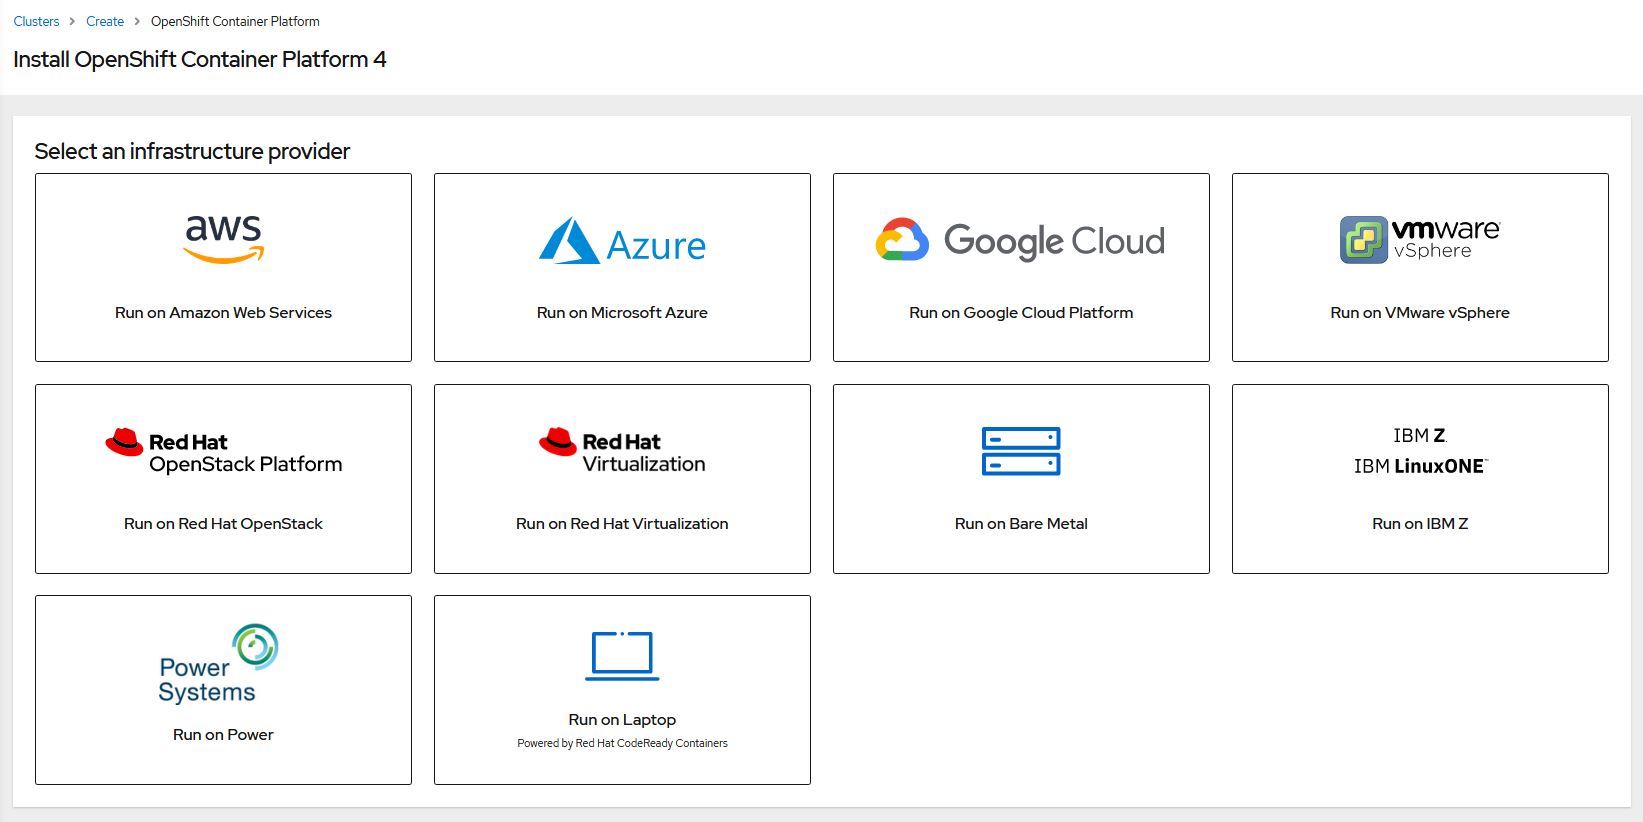 Clusters > Create > OpenShift Container Platform
Install OpenShift Container Platform 4
Select an infrastructure provider
aws
Run on Amazon Web Services
Azure
Run on Microsoft Azure
Google Cloud
Run on Google Cloud Platform
vmware®
vSphere
Run on VMware vSphere
Red Hat
OpenStack Platform
Run on Red Hat OpenStack
Red Hat
Virtualization
Run on Red Hat Virtualization
Run on Bare Metal
IBM Z.
IBM LinuxONE™
Run on IBM Z
Power
Systems
Run on Power
Run on Laptop
Powered by Red Hat CodeReady Containers